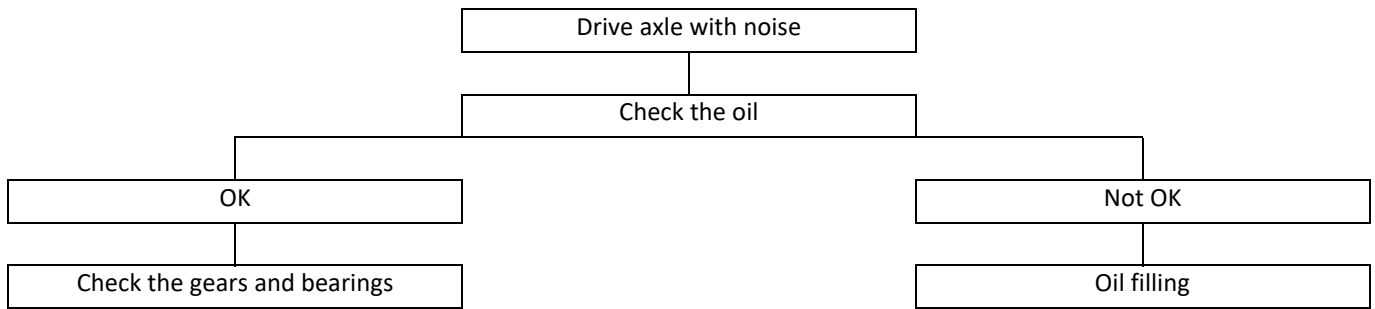 Drive axle with noise
Check the oil
OK
Not OK
Check the gears and bearings
Oil filling